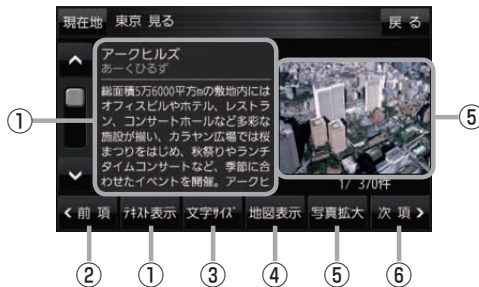 現在地 東京 見る 戻る
アークヒルズ
あーくひるず
総面積5万6000平方mの敷地内には
オフィスビルやホテル、レストラ
ン、コンサートホールなど多彩な
施設が揃い、カラヤン広場では桜
まつりをはじめ、秋祭りやランチ
タイムコンサートなど、季節に合
わせたイベントを開催。アークヒ
① ⑤
1/ 370件
前 項 ﾃｷｽﾄ表示 文字ｻｲｽﾞ 地図表示 写真拡大 次 項
② ① ③ ④ ⑤ ⑥